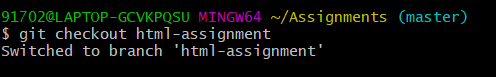 91702@LAPTOP-GCVKPQSU MINGW64 ~/Assignments (master)
$ git checkout html-assignment
Switched to branch 'html-assignment'